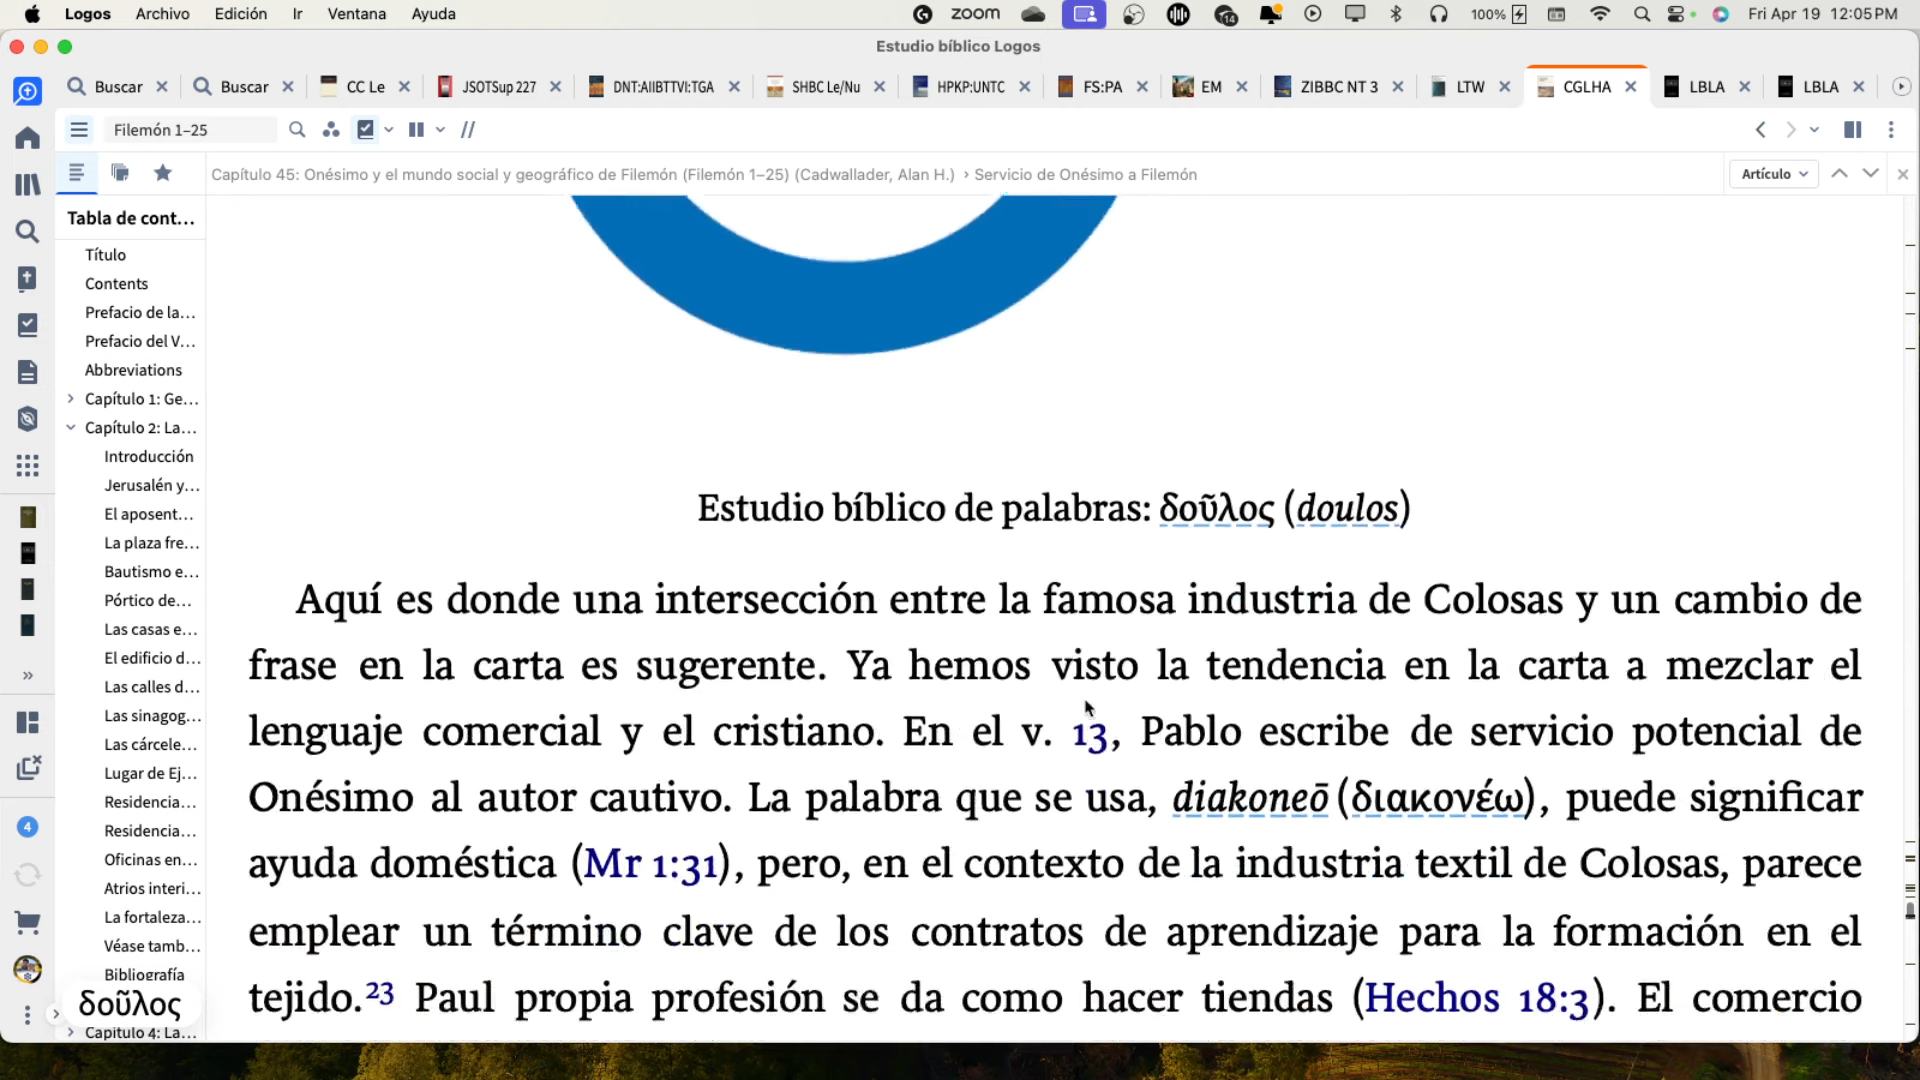 Logos Archivo Edición Ir Ventana Ayuda zoom 14 100% Fri Apr 19 12:05 PM
Estudio bíblico Logos
Buscar Buscar CC Le JSOTSup 227 DNT:AIIBTTVI:TGA SHBC Le/Nu HPKP:UNTC FS:PA EM ZIBBC NT 3 LTW CGLHA LBLA LBLA
Filemón 1–25
Capítulo 45: Onésimo y el mundo social y geográfico de Filemón (Filemón 1–25) (Cadwallader, Alan H.) › Servicio de Onésimo a Filemón Artículo
Tabla de cont...
Título
Contents
Prefacio de la...
Prefacio del V...
Abbreviations
Capítulo 1: Ge...
Capítulo 2: La...
Introducción
Jerusalén y...
El aposent...
La plaza fre...
Bautismo e...
Pórtico de...
Las casas e...
El edificio d...
Las calles d...
Las sinagog...
Las cárcele...
Lugar de Ej...
Residencia...
Residencia...
Oficinas en...
Atrios interi...
La fortaleza...
Véase tamb...
Bibliografía
δοῦλος
Capítulo 4: La...
4
Estudio bíblico de palabras: δοῦλος (doulos)
Aquí es donde una intersección entre la famosa industria de Colosas y un cambio de
frase en la carta es sugerente. Ya hemos visto la tendencia en la carta a mezclar el
lenguaje comercial y el cristiano. En el v. 13, Pablo escribe de servicio potencial de
Onésimo al autor cautivo. La palabra que se usa, diakoneō (διακονέω), puede significar
ayuda doméstica (Mr 1:31), pero, en el contexto de la industria textil de Colosas, parece
emplear un término clave de los contratos de aprendizaje para la formación en el
tejido.23 Paul propia profesión se da como hacer tiendas (Hechos 18:3). El comercio